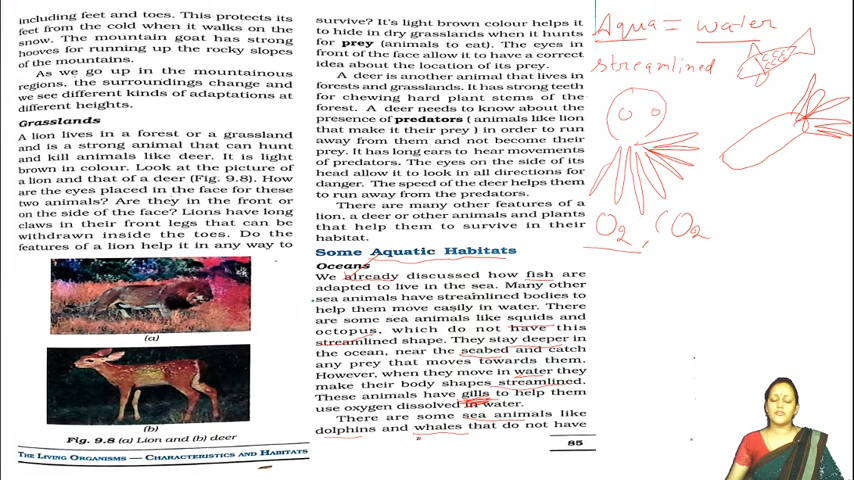 including feet and toes. This protects its
feet from the cold when it walks on the
snow. The mountain goat has strong
hooves for running up the rocky slopes
of the mountains.
As we go up in the mountainous
regions, the surroundings change and
we see different kinds of adaptations at
different heights.
Grasslands
A lion lives in a forest or a grassland
and is a strong animal that can hunt
and kill animals like deer. It is light
brown in colour. Look at the picture of
a lion and that of a deer (Fig. 9.8). How
are the eyes placed in the face for these
two animals? Are they in the front or
on the side of the face? Lions have long
claws in their front legs that can be
withdrawn inside the toes. Do the
features of a lion help it in any way to
(a)
(b)
Fig. 9.8 (a) Lion and (b) deer
THE LIVING ORGANISMS — CHARACTERISTICS AND HABITATS
survive? It's light brown colour helps it
to hide in dry grasslands when it hunts
for prey (animals to eat). The eyes in
front of the face allow it to have a correct
idea about the location of its prey.
A deer is another animal that lives in
forests and grasslands. It has strong teeth
for chewing hard plant stems of the
forest. A deer needs to know about the
presence of predators (animals like lion
that make it their prey) in order to run
away from them and not become their
prey. It has long ears to hear movements
of predators. The eyes on the side of its
head allow it to look in all directions for
danger. The speed of the deer helps them
to run away from the predators.
There are many other features of a
lion, a deer or other animals and plants
that help them to survive in their
habitat.
Some Aquatic Habitats
Oceans
We already discussed how fish are
adapted to live in the sea. Many other
sea animals have streamlined bodies to
help them move easily in water. There
are some sea animals like squids and
octopus, which do not have this
streamlined shape. They stay deeper in
the ocean, near the seabed and catch
any prey that moves towards them.
However, when they move in water they
make their body shapes streamlined.
These animals have gills to help them
use oxygen dissolved in water.
There are some sea animals like
dolphins and whales that do not have
85
Aqua = water
streamlined
O2, CO2